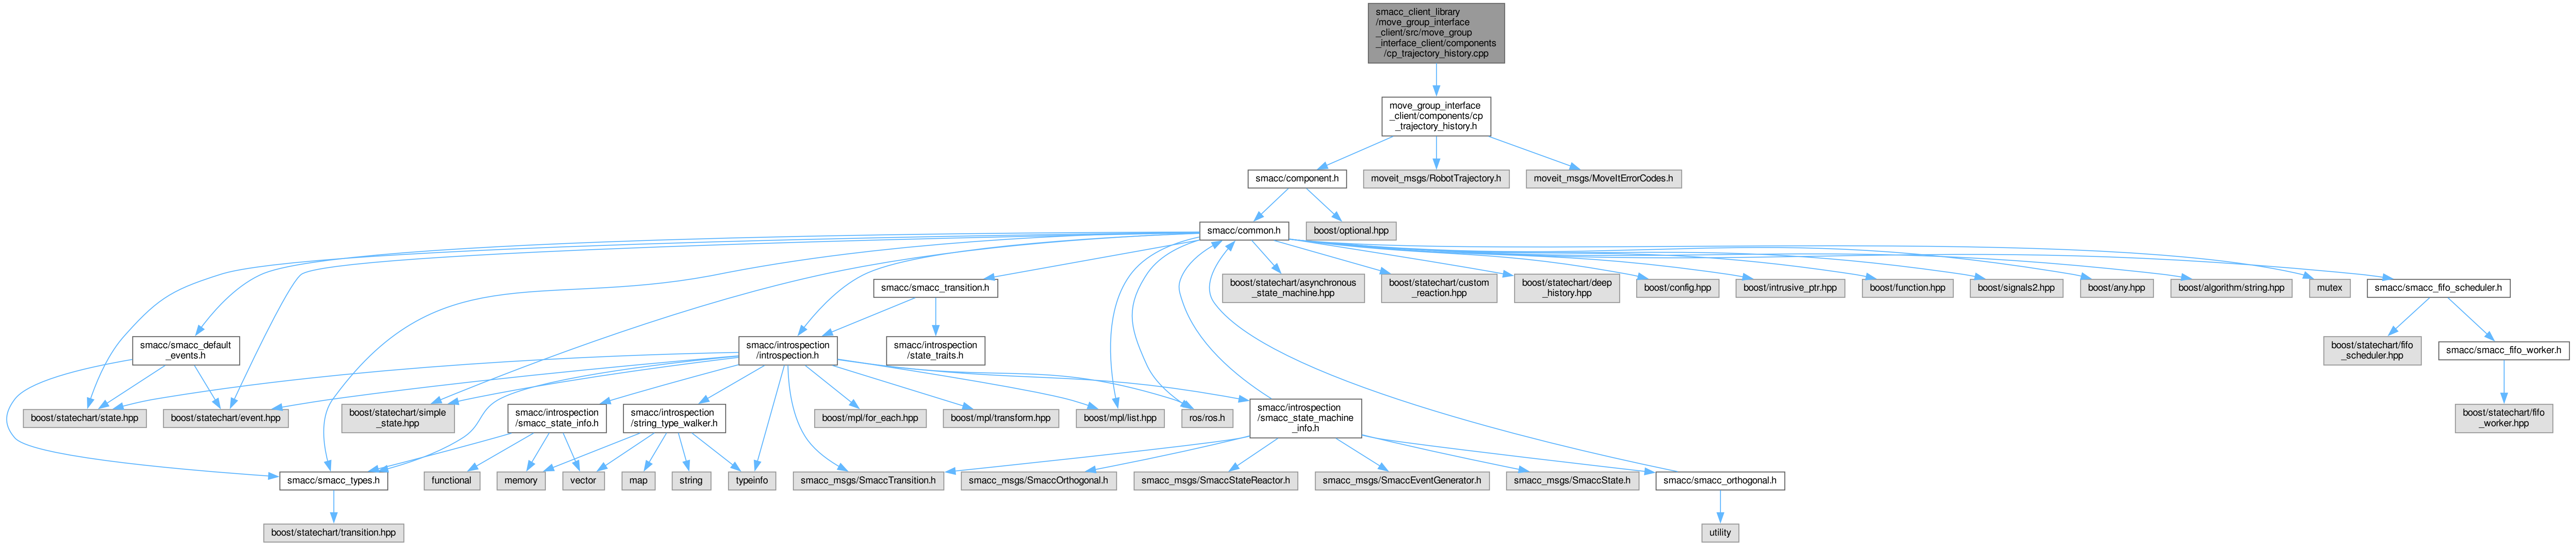 smacc_client_library
/move_group_interface
_client/src/move_group
_interface_client/components
/cp_trajectory_history.cpp
move_group_interface
_client/components/cp
_trajectory_history.h
smacc/component.h
moveit_msgs/RobotTrajectory.h
moveit_msgs/MoveItErrorCodes.h
smacc/common.h
boost/optional.hpp
smacc/smacc_transition.h
boost/statechart/asynchronous
_state_machine.hpp
boost/statechart/custom
_reaction.hpp
boost/statechart/deep
_history.hpp
boost/config.hpp
boost/intrusive_ptr.hpp
boost/function.hpp
boost/signals2.hpp
boost/any.hpp
boost/algorithm/string.hpp
mutex
smacc/smacc_fifo_scheduler.h
smacc/smacc_default
_events.h
smacc/introspection
/introspection.h
smacc/introspection
/state_traits.h
boost/statechart/fifo
_scheduler.hpp
smacc/smacc_fifo_worker.h
boost/statechart/state.hpp
boost/statechart/event.hpp
boost/statechart/simple
_state.hpp
smacc/introspection
/smacc_state_info.h
smacc/introspection
/string_type_walker.h
boost/mpl/for_each.hpp
boost/mpl/transform.hpp
boost/mpl/list.hpp
ros/ros.h
smacc/introspection
/smacc_state_machine
_info.h
boost/statechart/fifo
_worker.hpp
smacc/smacc_types.h
functional
memory
vector
map
string
typeinfo
smacc_msgs/SmaccTransition.h
smacc_msgs/SmaccOrthogonal.h
smacc_msgs/SmaccStateReactor.h
smacc_msgs/SmaccEventGenerator.h
smacc_msgs/SmaccState.h
smacc/smacc_orthogonal.h
boost/statechart/transition.hpp
utility